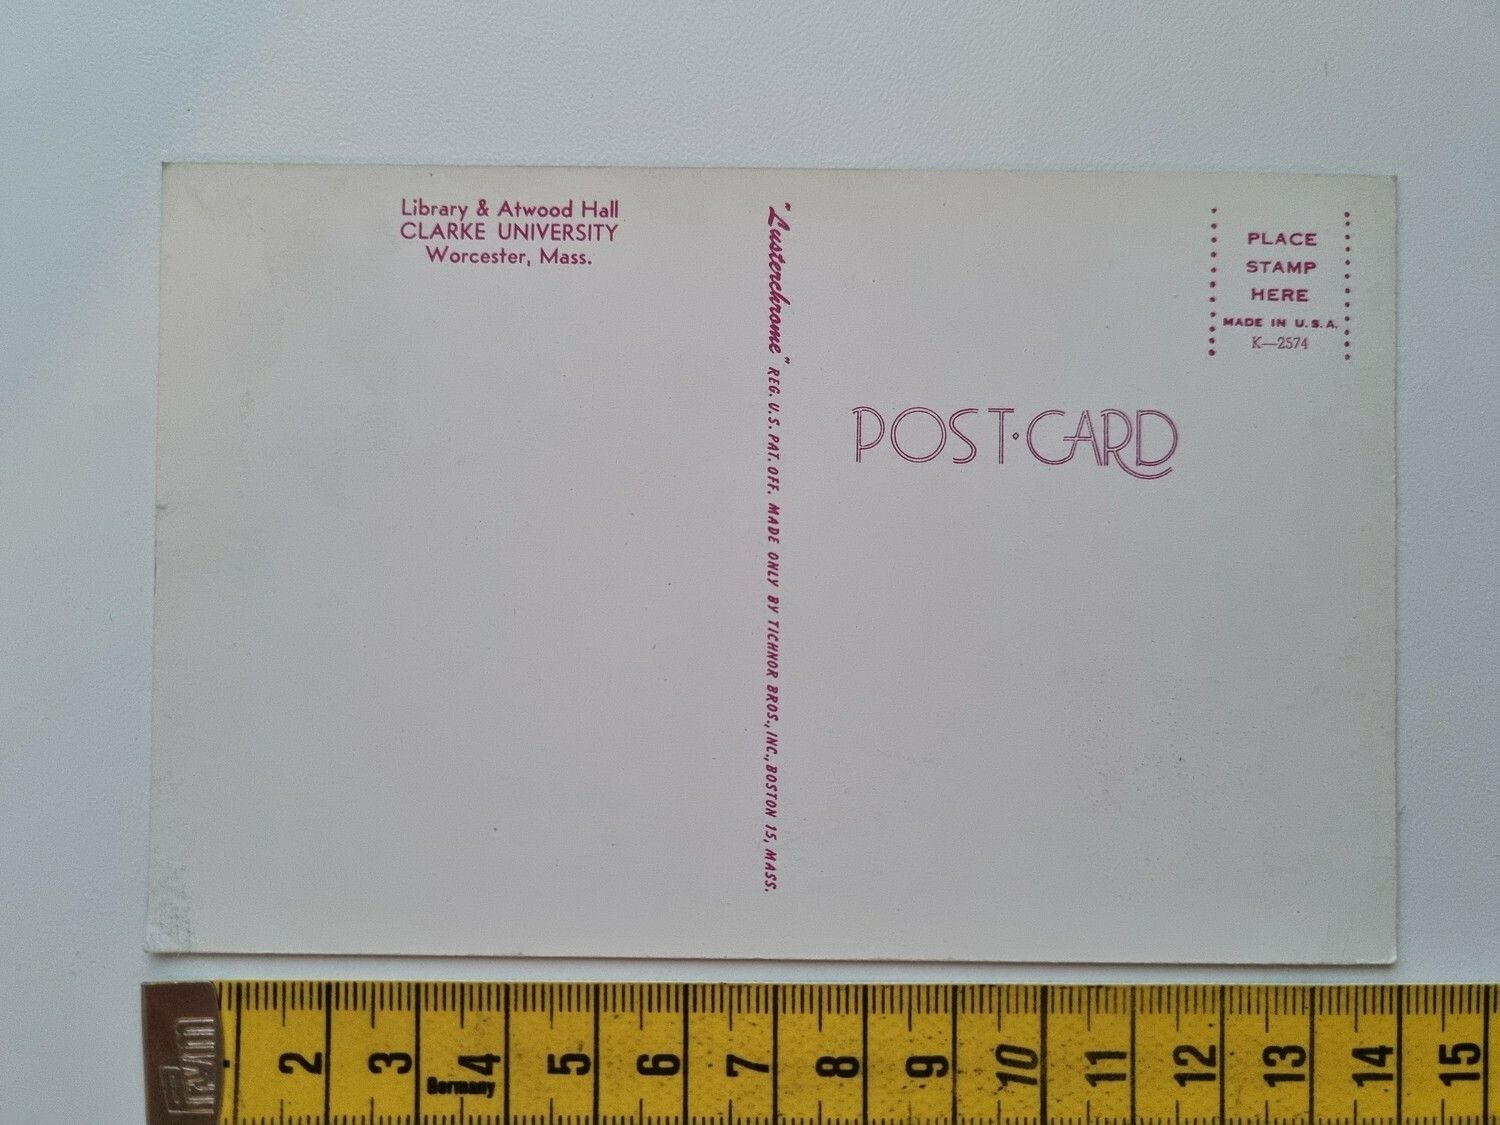 Library & Atwood Hall
CLARKE UNIVERSITY
Worcester, Mass.
"Lusterchrome" REG. U.S. PAT. OFF. MADE ONLY BY TICHNOR BROS., INC., BOSTON 15, MASS.
PLACE
STAMP
HERE
MADE IN U.S.A.
K—2574
POST·CARD
Prym
2 3 4 5 6 7 8 9 10 11 12 13 14 15
Germany